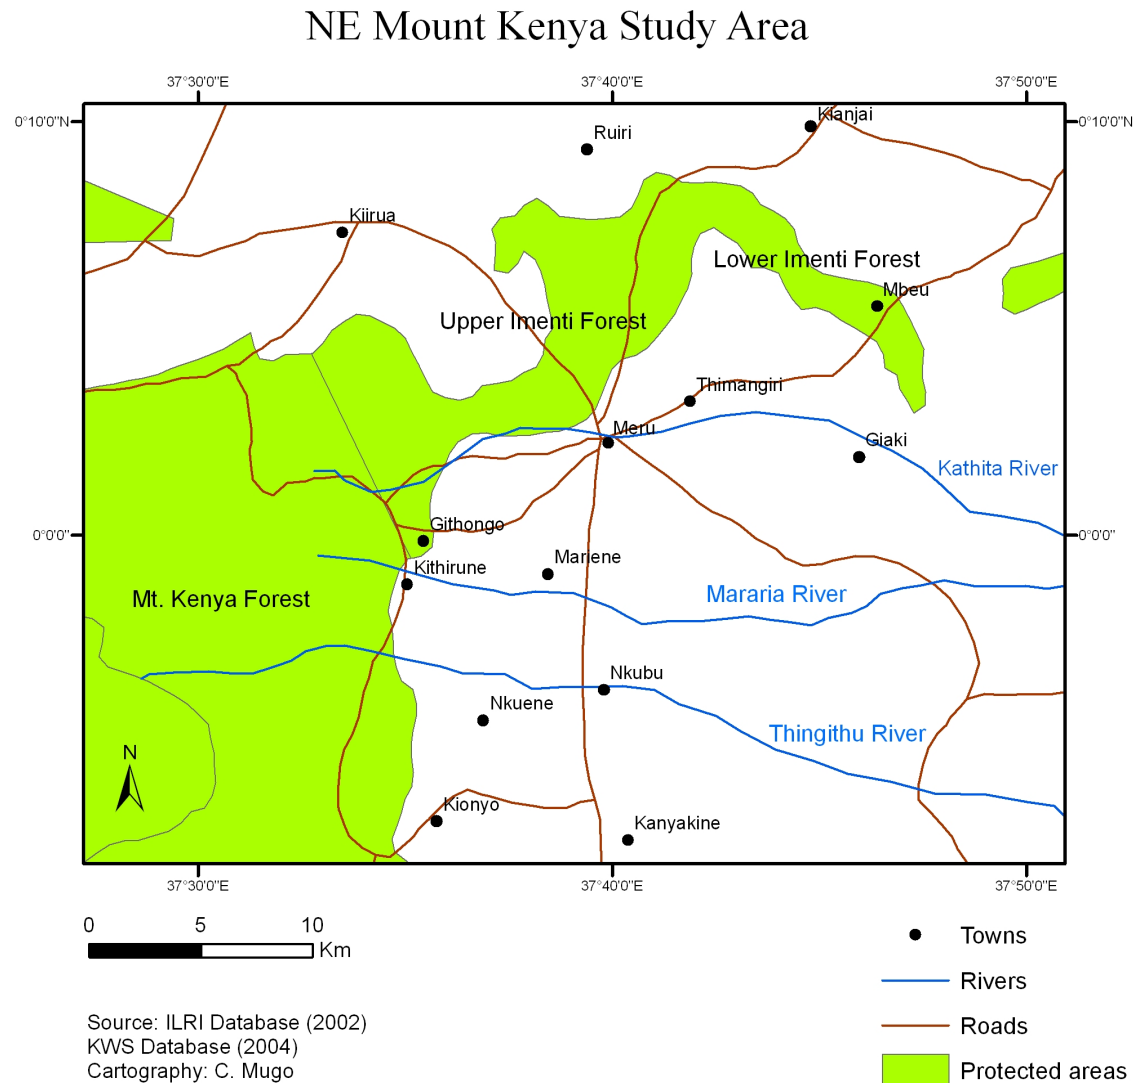 NE Mount Kenya Study Area
37°30'0"E
37°40'0"E
37°50'0"E
0°10'0"N
Kianjai
0°10'0"N
Ruiri
Kiirua
Lower Imenti Forest
Mbeu
Upper Imenti Forest
Thimangiri
Meru
Giaki
Kathita River
Githongo
0°0'0"
0°0'0"
Mariene
Kithirune
Mt. Kenya Forest
Mararia River
Nkubu
Nkuene
Thingithu River
N
Kionyo
Kanyakine
37°30'0"E
37°40'0"E
37°50'0"E
0 5 10
Km
Towns
Rivers
Roads
Protected areas
Source: ILRI Database (2002)
KWS Database (2004)
Cartography: C. Mugo